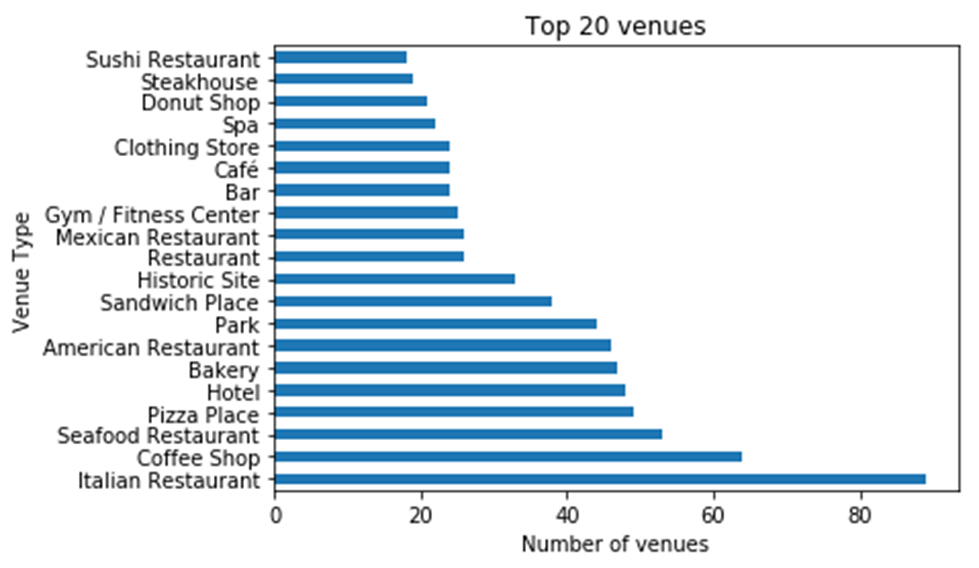 Top 20 venues
Venue Type
Sushi Restaurant
Steakhouse
Donut Shop
Spa
Clothing Store
Café
Bar
Gym / Fitness Center
Mexican Restaurant
Restaurant
Historic Site
Sandwich Place
Park
American Restaurant
Bakery
Hotel
Pizza Place
Seafood Restaurant
Coffee Shop
Italian Restaurant
0 20 40 60 80
Number of venues